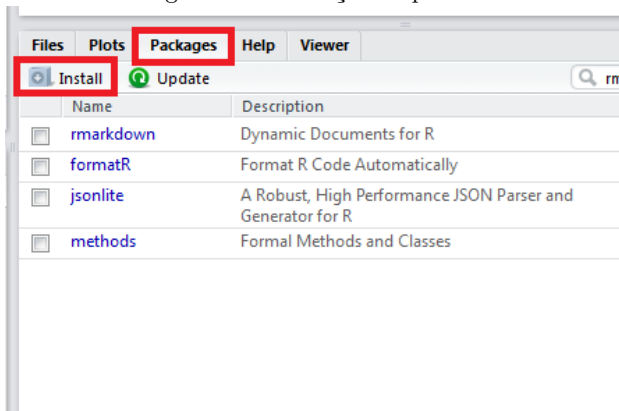 Files Plots Packages Help Viewer
Install Update
Name Description
rmarkdown Dynamic Documents for R
formatR Format R Code Automatically
jsonlite A Robust, High Performance JSON Parser and
Generator for R
methods Formal Methods and Classes